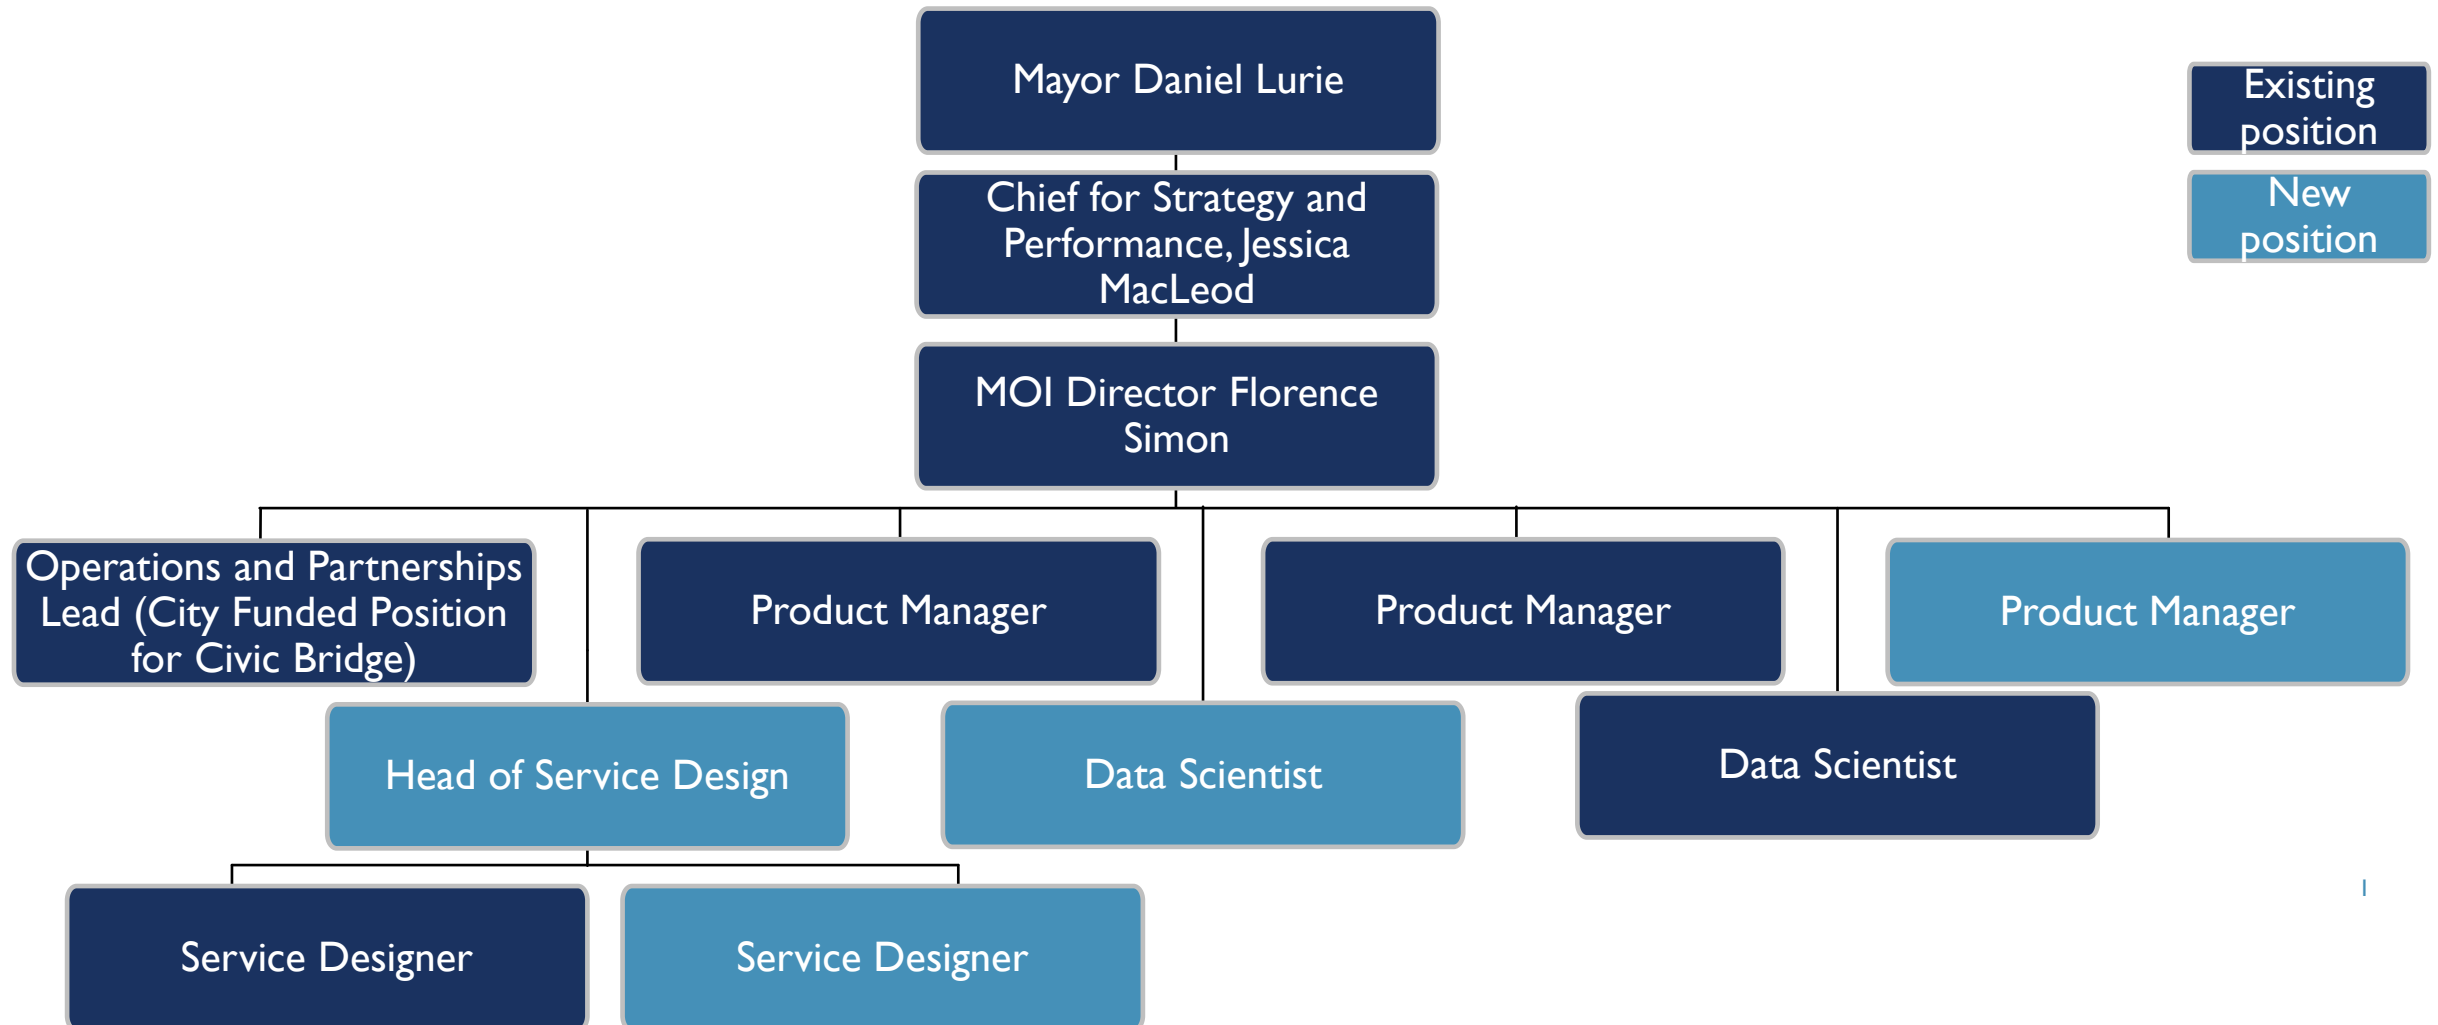 Mayor Daniel Lurie
Existing
position
New
position
Chief for Strategy and
Performance, Jessica
MacLeod
MOI Director Florence
Simon
Operations and Partnerships
Lead (City Funded Position
for Civic Bridge)
Product Manager
Product Manager
Product Manager
Head of Service Design
Data Scientist
Data Scientist
Service Designer
Service Designer
1